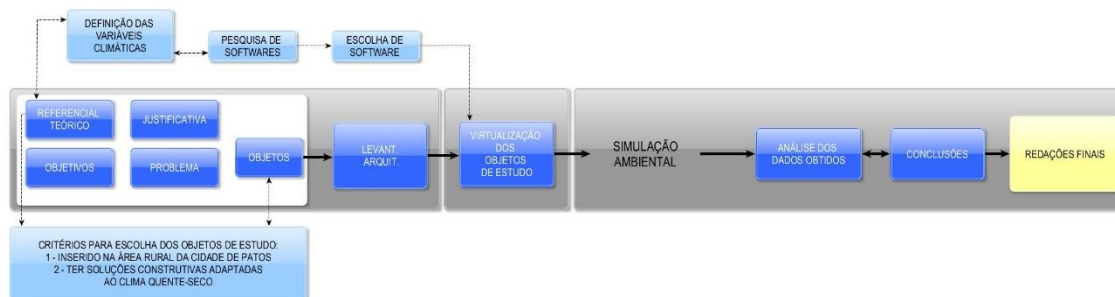 DEFINIÇÃO DAS
VARIÁVEIS
CLIMÁTICAS
PESQUISA DE
SOFTWARES
ESCOLHA DE
SOFTWARE
REFERENCIAL
TEÓRICO
JUSTIFICATIVA
OBJETIVOS
PROBLEMA
OBJETOS
LEVANT.
ARQUIT.
VIRTUALIZAÇÃO
DOS
OBJETOS
DE ESTUDO
SIMULAÇÃO
AMBIENTAL
ANÁLISE DOS
DADOS OBTIDOS
CONCLUSÕES
REDAÇÕES FINAIS
CRITÉRIOS PARA ESCOLHA DOS OBJETOS DE ESTUDO:
1 - INSERIDO NA ÁREA RURAL DA CIDADE DE PATOS
2 - TER SOLUÇÕES CONSTRUTIVAS ADAPTADAS
AO CLIMA QUENTE-SECO